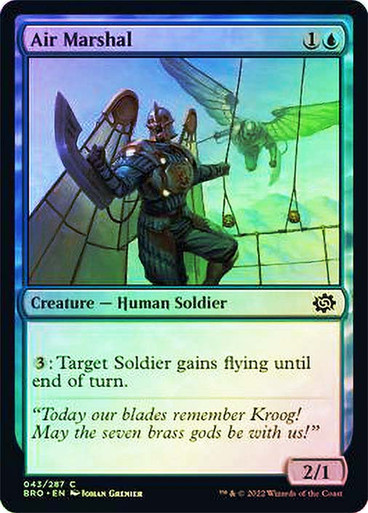 Air Marshal 1
Creature — Human Soldier
3: Target Soldier gains flying until
end of turn.
“Today our blades remember Kroog!
May the seven brass gods be with us!”
043/287 C
BRO • EN Johan Grenier
2/1
™ & © 2022 Wizards of the Coast